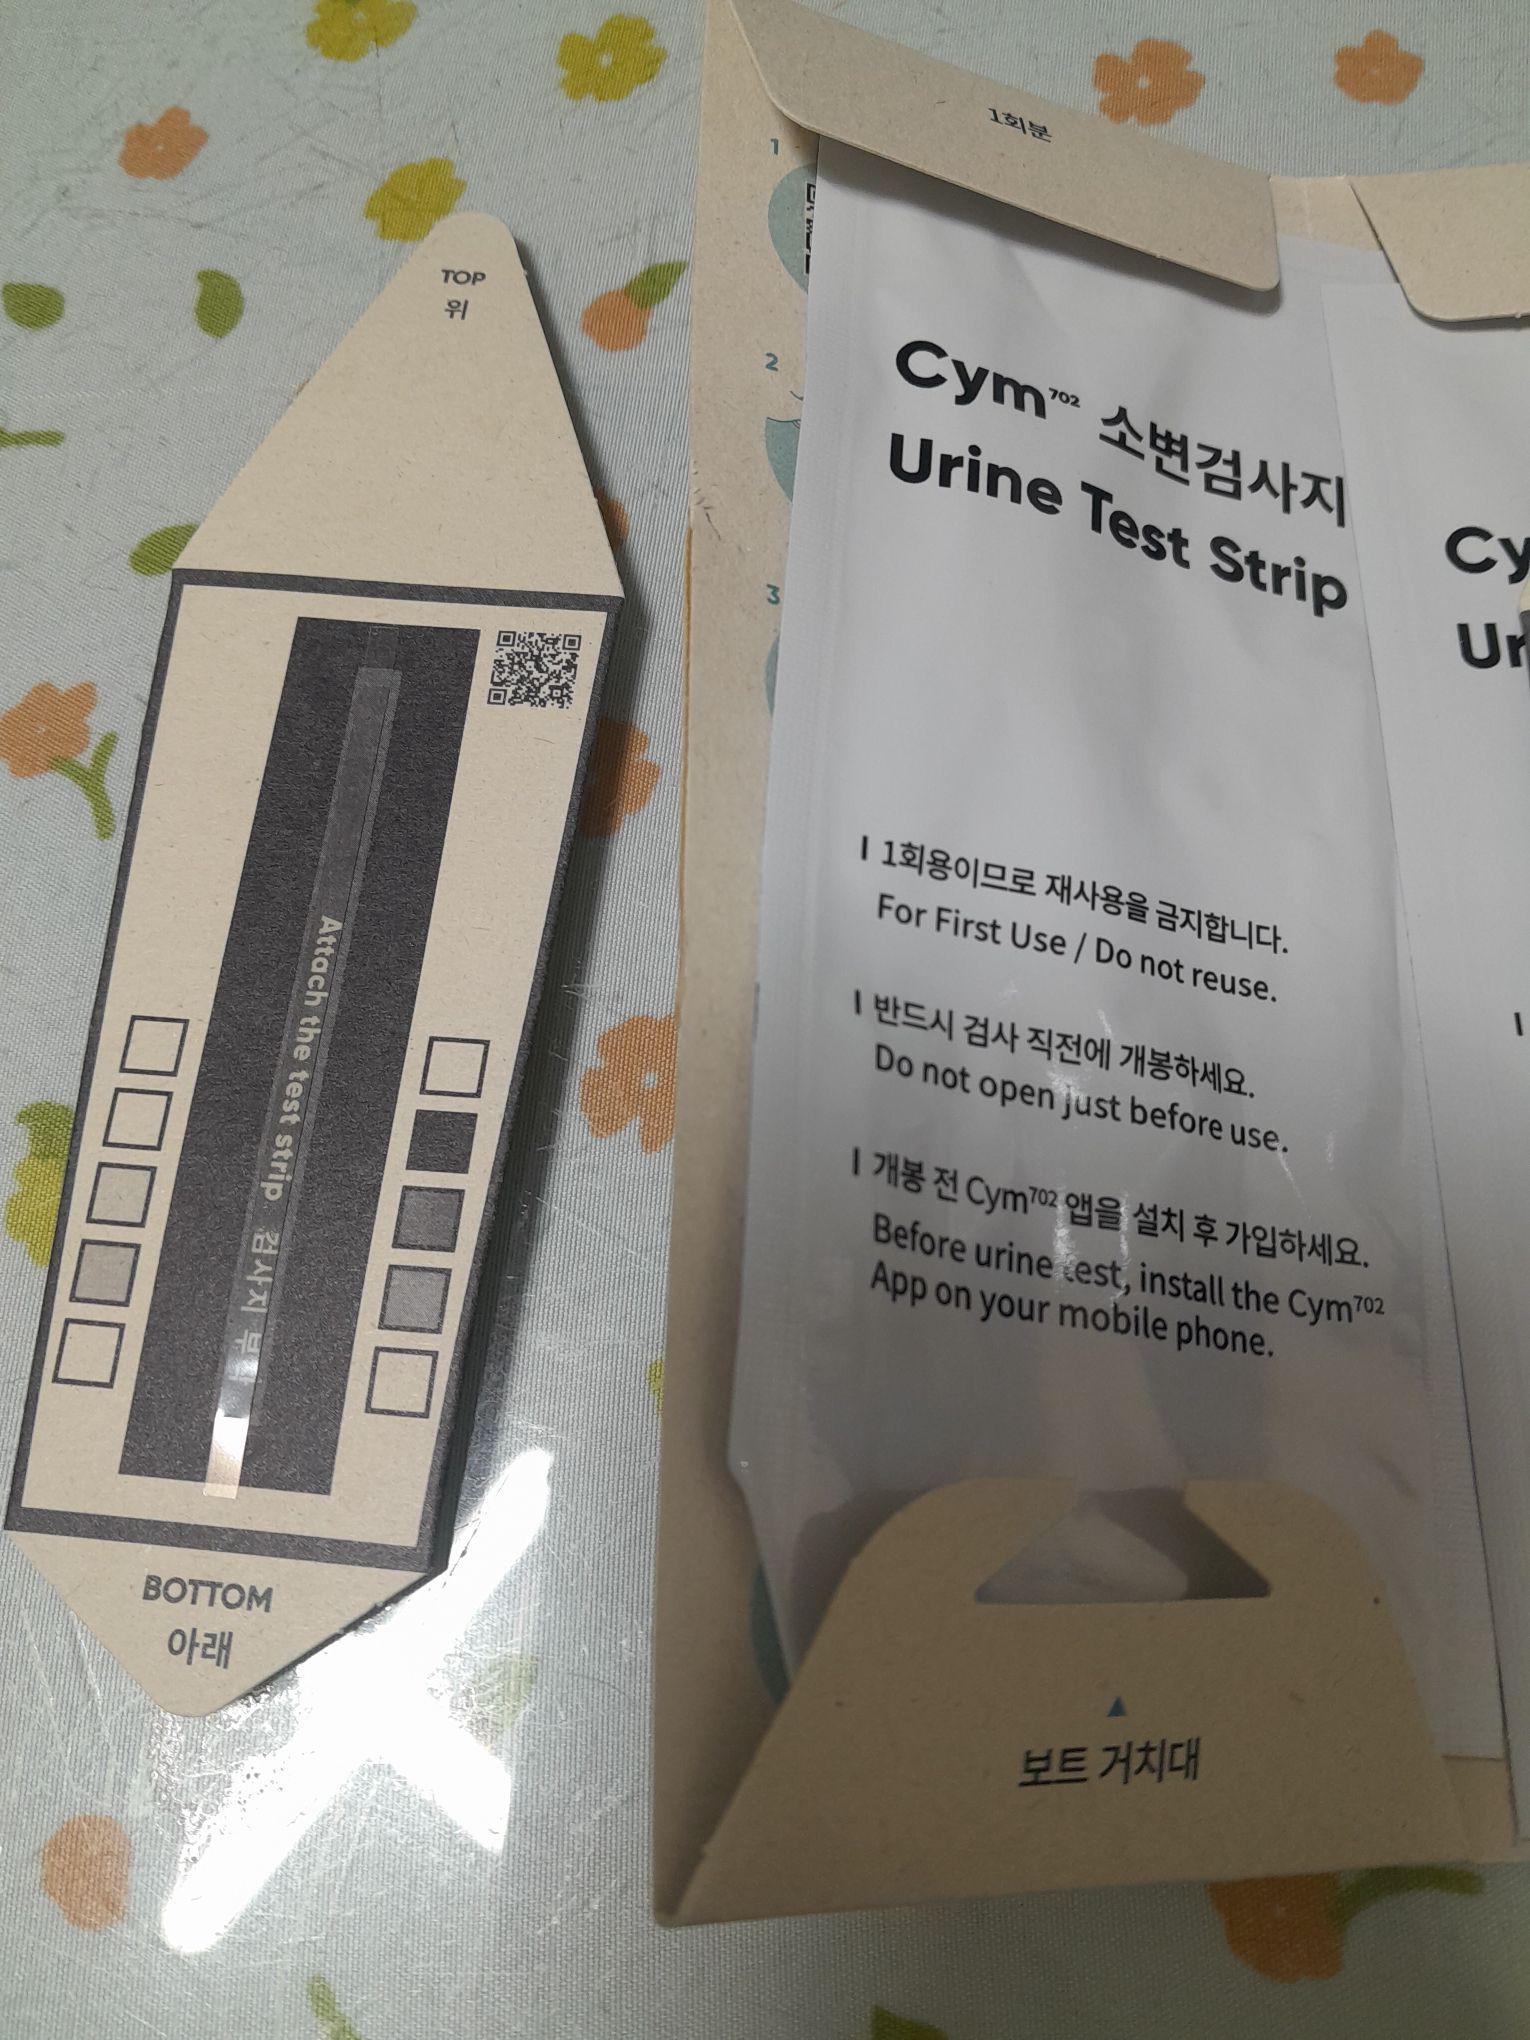 TOP
위
Attach the test strip 검사지 부착
BOTTOM
아래
1회분
1
2
3
Cym⁷⁰² 소변검사지
Urine Test Strip
1회용이므로 재사용을 금지합니다.
For First Use / Do not reuse.
반드시 검사 직전에 개봉하세요.
Do not open just before use.
개봉 전 Cym⁷⁰² 앱을 설치 후 가입하세요.
Before urine test, install the Cym⁷⁰²
App on your mobile phone.
보트 거치대
Cy
Ur